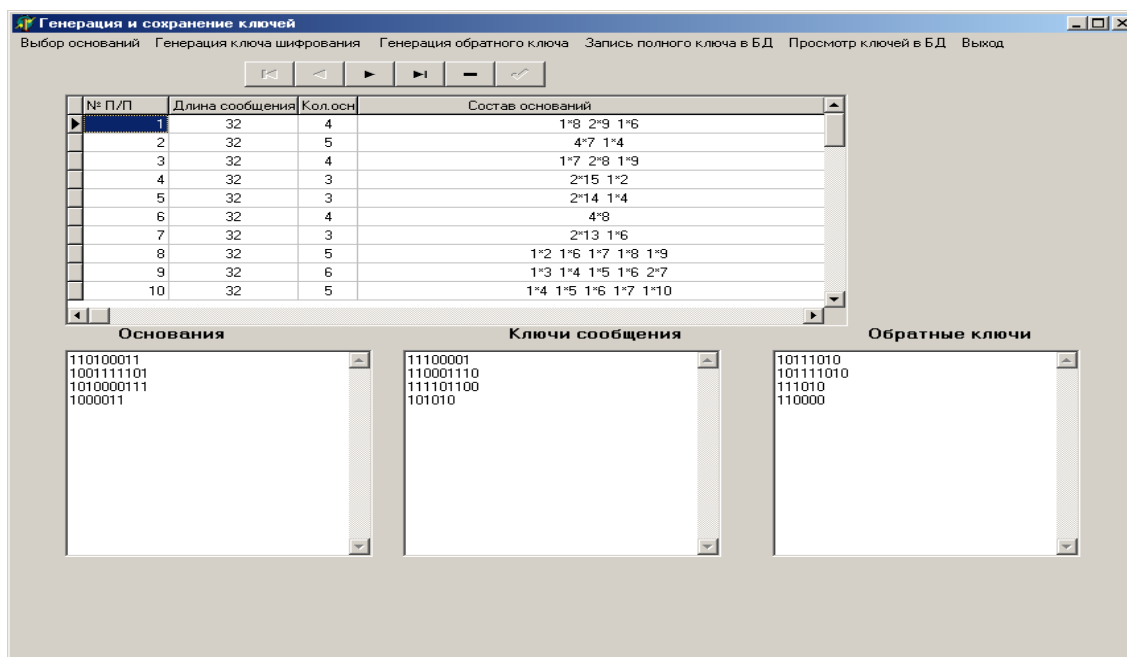 Генерация и сохранение ключей
Выбор оснований Генерация ключа шифрования Генерация обратного ключа Запись полного ключа в БД Просмотр ключей в БД Выход
№ П/П Длина сообщения Кол.осн Состав оснований
1 32 4 1*8 2*9 1*6
2 32 5 4*7 1*4
3 32 4 1*7 2*8 1*9
4 32 3 2*15 1*2
5 32 3 2*14 1*4
6 32 4 4*8
7 32 3 2*13 1*6
8 32 5 1*2 1*6 1*7 1*8 1*9
9 32 6 1*3 1*4 1*5 1*6 2*7
10 32 5 1*4 1*5 1*6 1*7 1*10
Основания Ключи сообщения Обратные ключи
110100011 11100001 10111010
1001111101 110001110 101111010
1010000111 111101100 111010
1000011 101010 110000